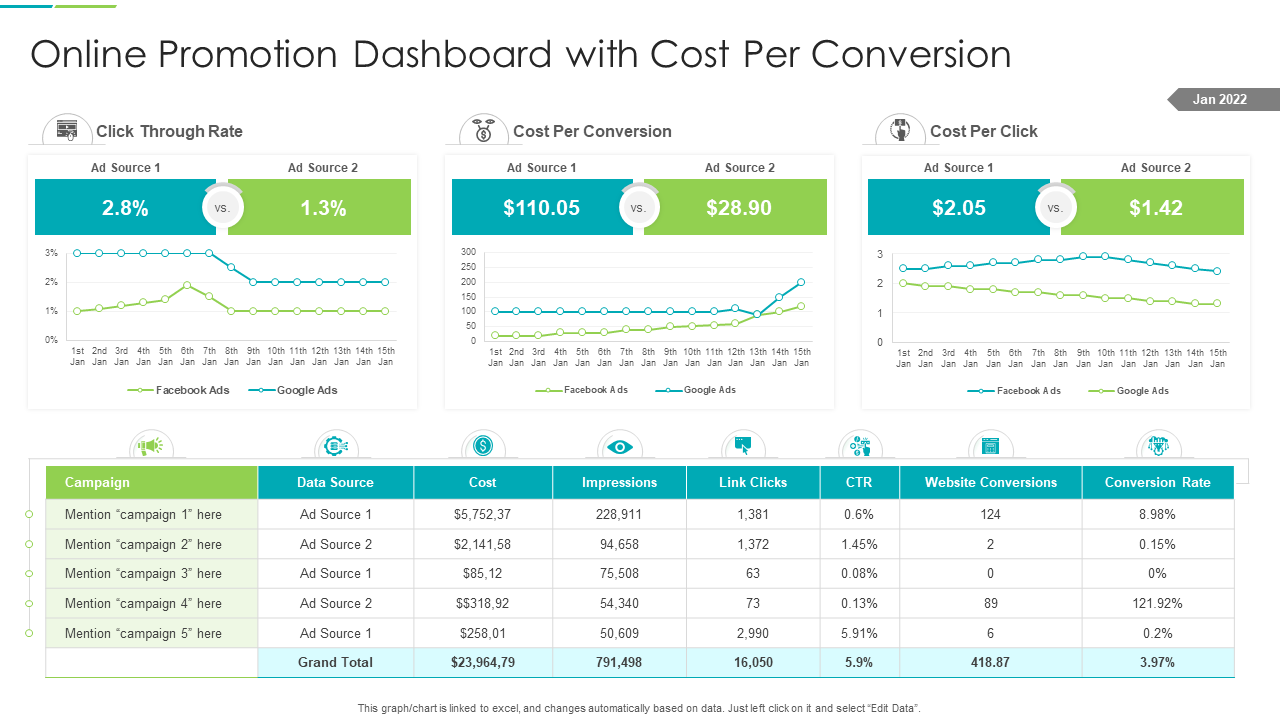 Online Promotion Dashboard with Cost Per Conversion
Jan 2022
Click Through Rate
Ad Source 1 Ad Source 2
2.8% vs. 1.3%
3%
2%
1%
0%
1st 2nd 3rd 4th 5th 6th 7th 8th 9th 10th 11th 12th 13th 14th 15th
Jan Jan Jan Jan Jan Jan Jan Jan Jan Jan Jan Jan Jan Jan Jan
Facebook Ads Google Ads
Cost Per Conversion
Ad Source 1 Ad Source 2
$110.05 vs. $28.90
300
250
200
150
100
50
0
1st 2nd 3rd 4th 5th 6th 7th 8th 9th 10th 11th 12th 13th 14th 15th
Jan Jan Jan Jan Jan Jan Jan Jan Jan Jan Jan Jan Jan Jan Jan
Facebook Ads Google Ads
Cost Per Click
Ad Source 1 Ad Source 2
$2.05 vs. $1.42
3
2
1
0
1st 2nd 3rd 4th 5th 6th 7th 8th 9th 10th 11th 12th 13th 14th 15th
Jan Jan Jan Jan Jan Jan Jan Jan Jan Jan Jan Jan Jan Jan Jan
Facebook Ads Google Ads
Campaign Data Source Cost Impressions Link Clicks CTR Website Conversions Conversion Rate
Mention “campaign 1” here Ad Source 1 $5,752,37 228,911 1,381 0.6% 124 8.98%
Mention “campaign 2” here Ad Source 2 $2,141,58 94,658 1,372 1.45% 2 0.15%
Mention “campaign 3” here Ad Source 1 $85,12 75,508 63 0.08% 0 0%
Mention “campaign 4” here Ad Source 2 $$318,92 54,340 73 0.13% 89 121.92%
Mention “campaign 5” here Ad Source 1 $258,01 50,609 2,990 5.91% 6 0.2%
Grand Total $23,964,79 791,498 16,050 5.9% 418.87 3.97%
This graph/chart is linked to excel, and changes automatically based on data. Just left click on it and select “Edit Data”.